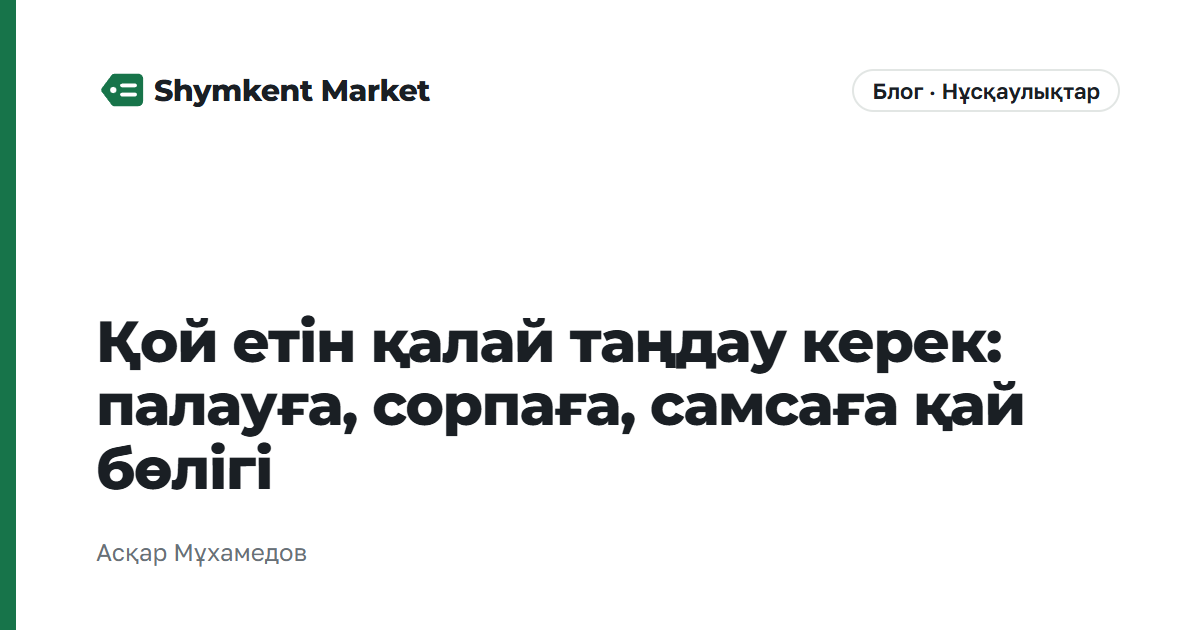 Shymkent Market
Блог · Нұсқаулықтар
Қой етін қалай таңдау керек:
палауға, сорпаға, самсаға қай
бөлігі
Асқар Мұхамедов